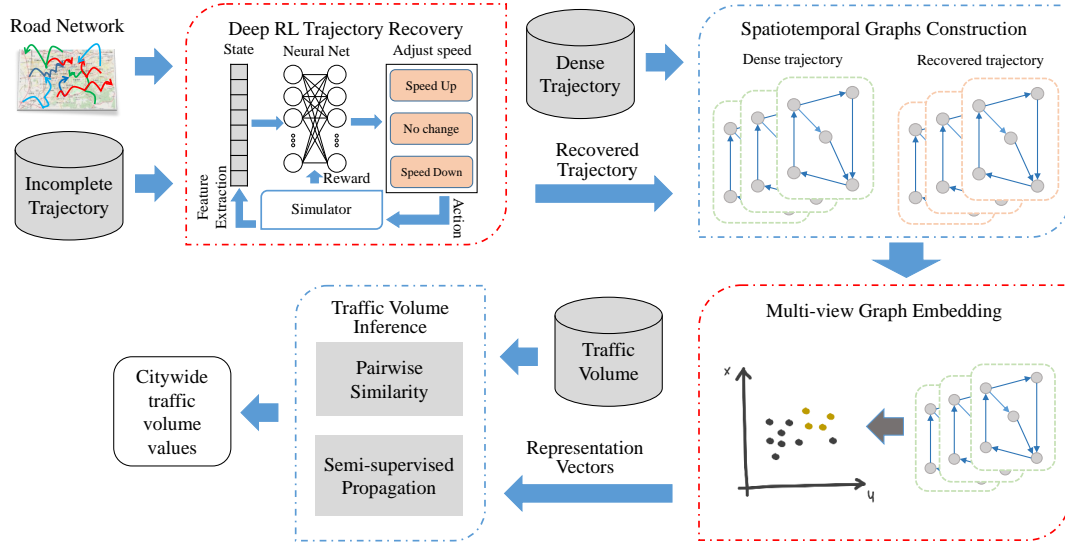 Road Network
Incomplete
Trajectory
Deep RL Trajectory Recovery
State
Neural Net
Adjust speed
Speed Up
No change
Speed Down
Feature
Extraction
Reward
Simulator
Action
Dense
Trajectory
Recovered
Trajectory
Spatiotemporal Graphs Construction
Dense trajectory
Recovered trajectory
Multi-view Graph Embedding
x
y
Traffic
Volume
Representation
Vectors
Traffic Volume
Inference
Pairwise
Similarity
Semi-supervised
Propagation
Citywide
traffic
volume
values